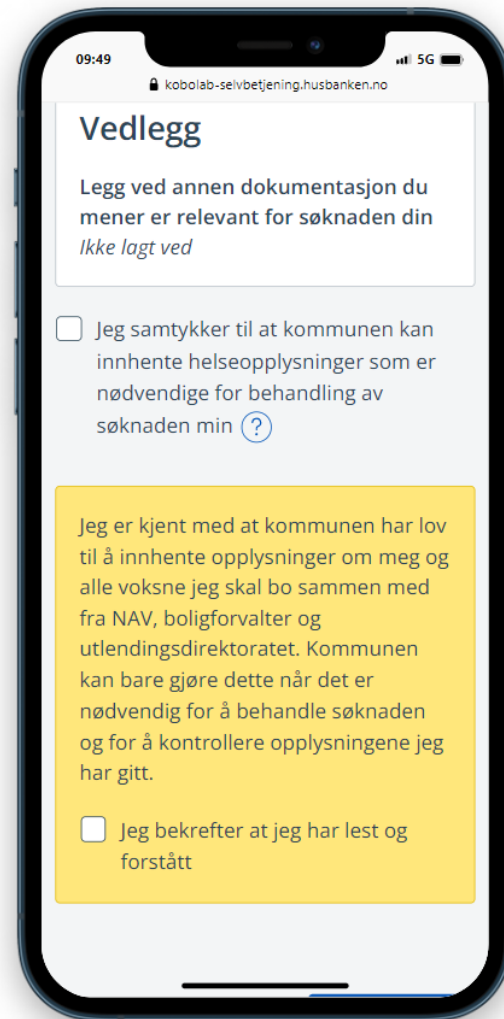 09:49
5G
kobolab-selvbetjening.husbanken.no
Vedlegg
Legg ved annen dokumentasjon du
mener er relevant for søknaden din
Ikke lagt ved
Jeg samtykker til at kommunen kan
innhente helseopplysninger som er
nødvendige for behandling av
søknaden min ?
Jeg er kjent med at kommunen har lov
til å innhente opplysninger om meg og
alle voksne jeg skal bo sammen med
fra NAV, boligforvalter og
utlendingsdirektoratet. Kommunen
kan bare gjøre dette når det er
nødvendig for å behandle søknaden
og for å kontrollere opplysningene jeg
har gitt.
Jeg bekrefter at jeg har lest og
forstått